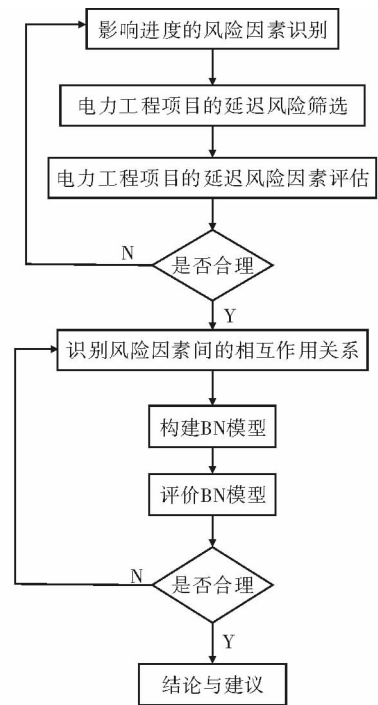 影响进度的风险因素识别
电力工程项目的延迟风险筛选
电力工程项目的延迟风险因素评估
N
是否合理
Y
识别风险因素间的相互作用关系
构建BN模型
评价BN模型
N
是否合理
Y
结论与建议